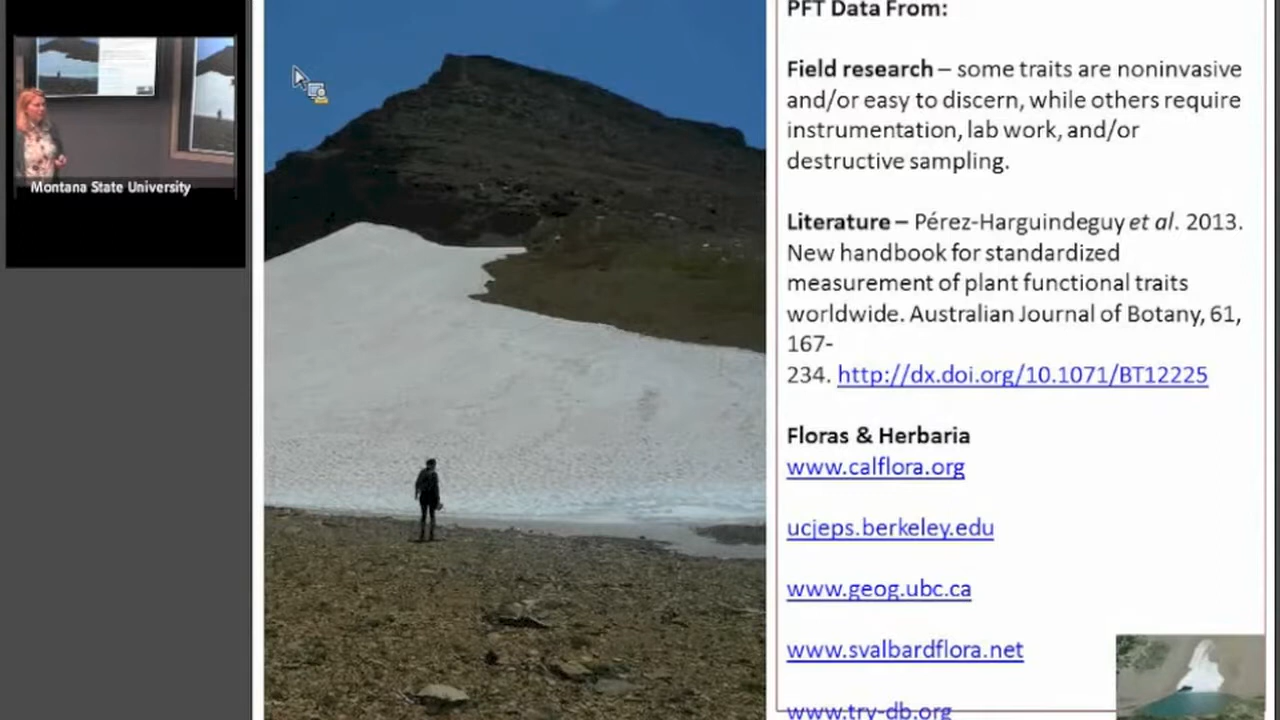 PFT Data From:
Field research – some traits are noninvasive
and/or easy to discern, while others require
instrumentation, lab work, and/or
destructive sampling.
Literature – Pérez-Harguindeguy et al. 2013.
New handbook for standardized
measurement of plant functional traits
worldwide. Australian Journal of Botany, 61,
167-
234. http://dx.doi.org/10.1071/BT12225
Floras & Herbaria
www.calflora.org
ucjeps.berkeley.edu
www.geog.ubc.ca
www.svalbardflora.net
www.try-db.org
Montana State University